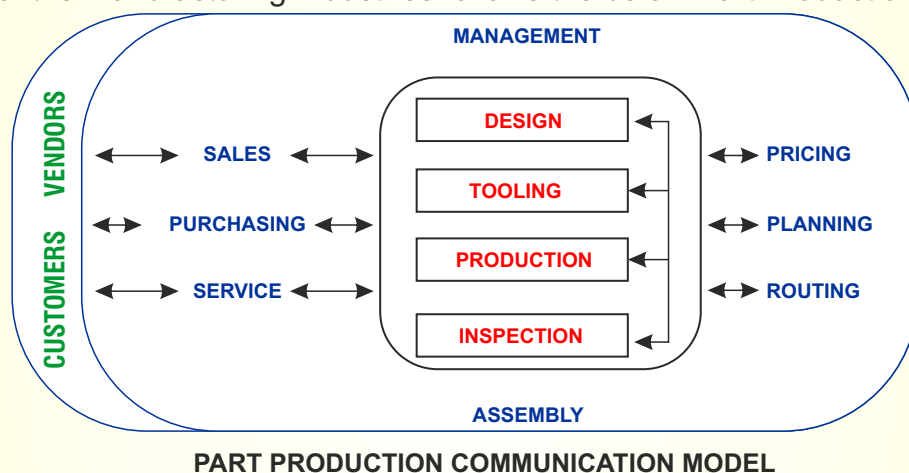 MANAGEMENT
VENDORS
CUSTOMERS
SALES
PURCHASING
SERVICE
DESIGN
TOOLING
PRODUCTION
INSPECTION
PRICING
PLANNING
ROUTING
ASSEMBLY
PART PRODUCTION COMMUNICATION MODEL